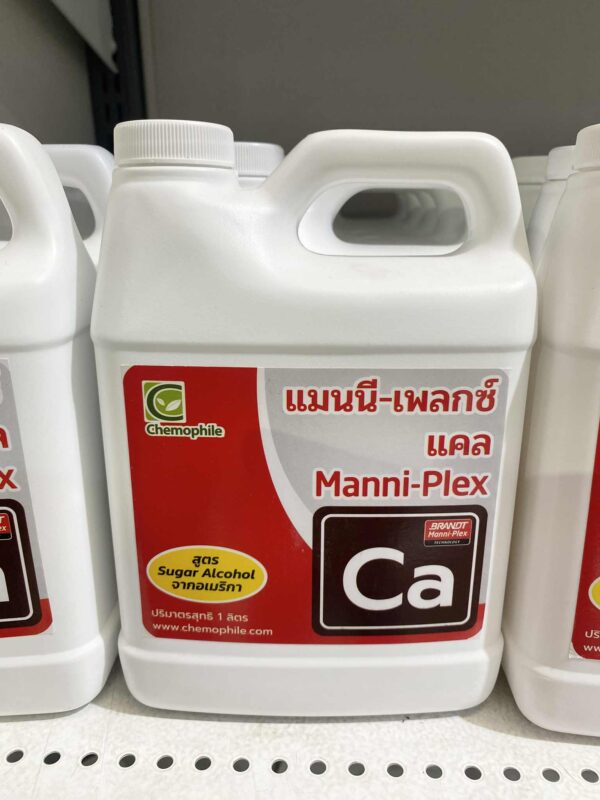 Chemophile
แมนนี-เพลกซ์
แคล
Manni-Plex
BRANDT
Manni-Plex
TECHNOLOGY
Ca
สูตร
Sugar Alcohol
จากอเมริกา
ปริมาตรสุทธิ 1 ลิตร
www.chemophile.com